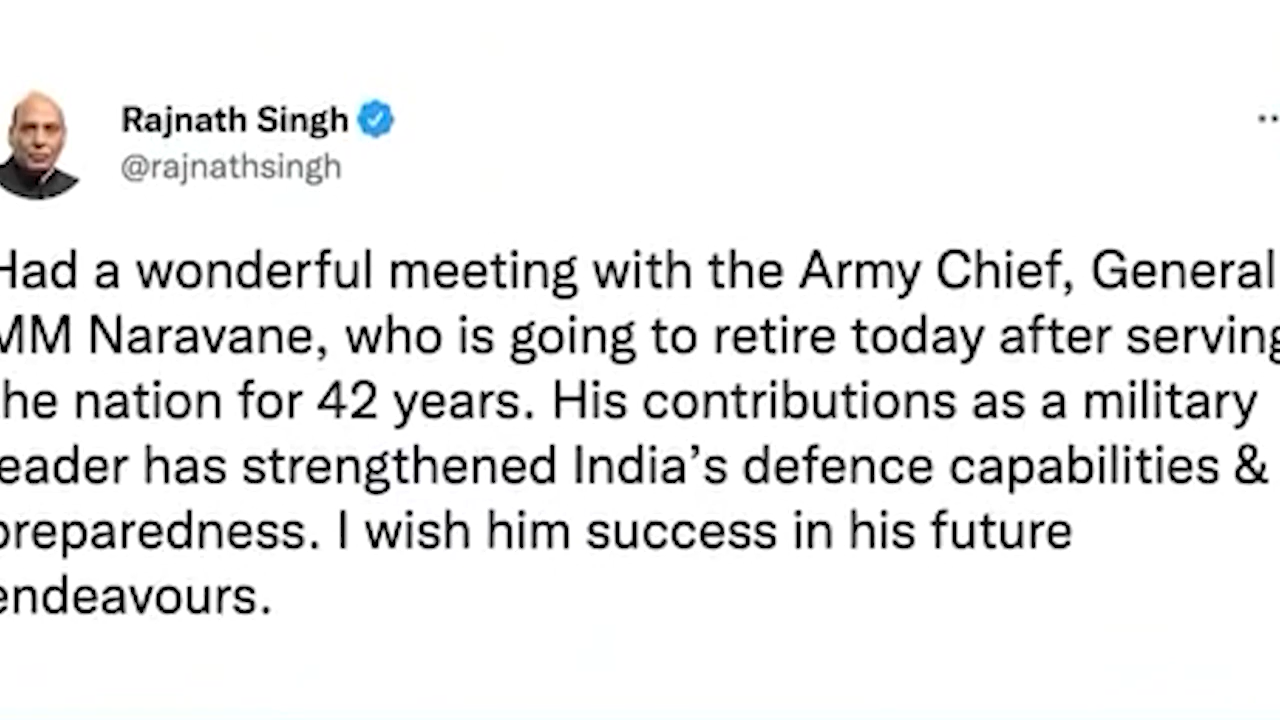 Rajnath Singh
@rajnathsingh
Had a wonderful meeting with the Army Chief, General
MM Naravane, who is going to retire today after serving
the nation for 42 years. His contributions as a military
leader has strengthened India’s defence capabilities &
preparedness. I wish him success in his future
endeavours.